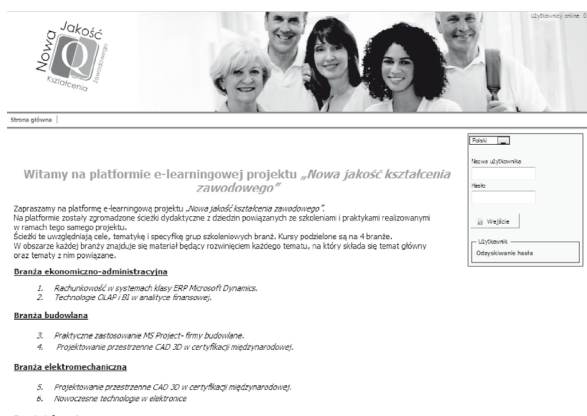 Użytkownicy online: 0
Nowa Jakość
Kształcenia
Zawodowego
Strona główna
Polski
Nazwa użytkownika
Hasło
Wejście
Użytkownik
Odzyskiwanie hasła
Witamy na platformie e-learningowej projektu „Nowa jakość kształcenia
zawodowego”
Zapraszamy na platformę e-learningową projektu „Nowa jakość kształcenia zawodowego”.
Na platformie zostały zgromadzone ścieżki dydaktyczne z dziedzin powiązanych ze szkoleniami i praktykami realizowanymi
w ramach tego samego projektu.
Ścieżki te uwzględniają cele, tematykę i specyfikę grup szkoleniowych branż. Kursy podzielone są na 4 branże.
W obszarze każdej branży znajduje się materiał będący rozwinięciem każdego tematu, na który składa się temat główny
oraz tematy z nim powiązane.
Branża ekonomiczno-administracyjna
1. Rachunkowość w systemach klasy ERP Microsoft Dynamics.
2. Technologie OLAP i BI w analityce finansowej.
Branża budowlana
3. Praktyczne zastosowanie MS Project- firmy budowlane.
4. Projektowanie przestrzenne CAD 3D w certyfikacji międzynarodowej.
Branża elektromechaniczna
5. Projektowanie przestrzenne CAD 3D w certyfikacji międzynarodowej.
6. Nowoczesne technologie w elektronice